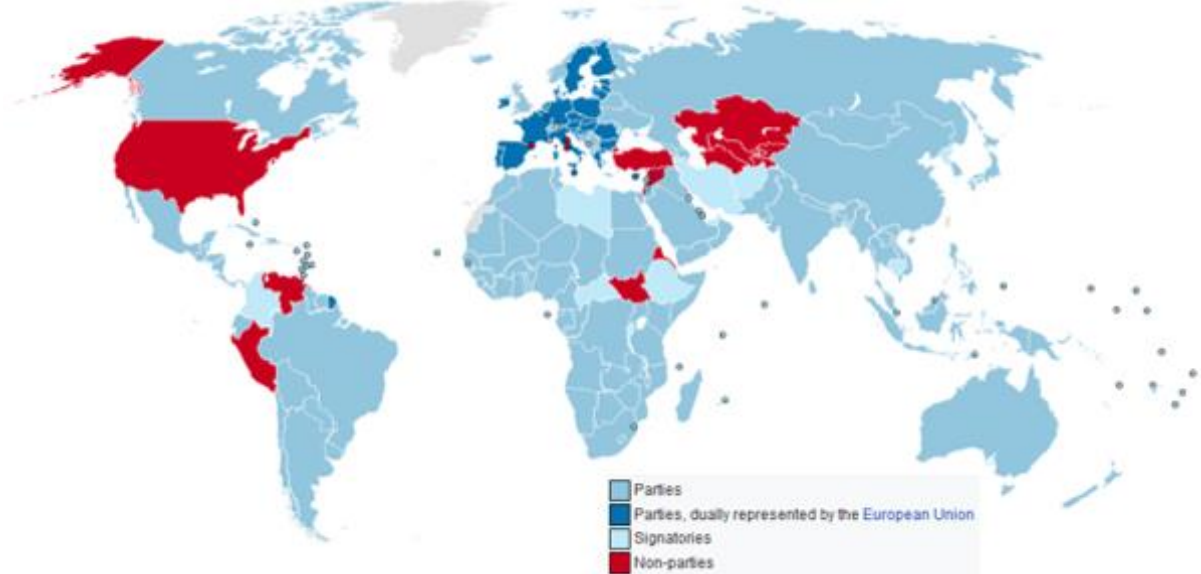 Parties
Parties, dually represented by the European Union
Signatories
Non-parties